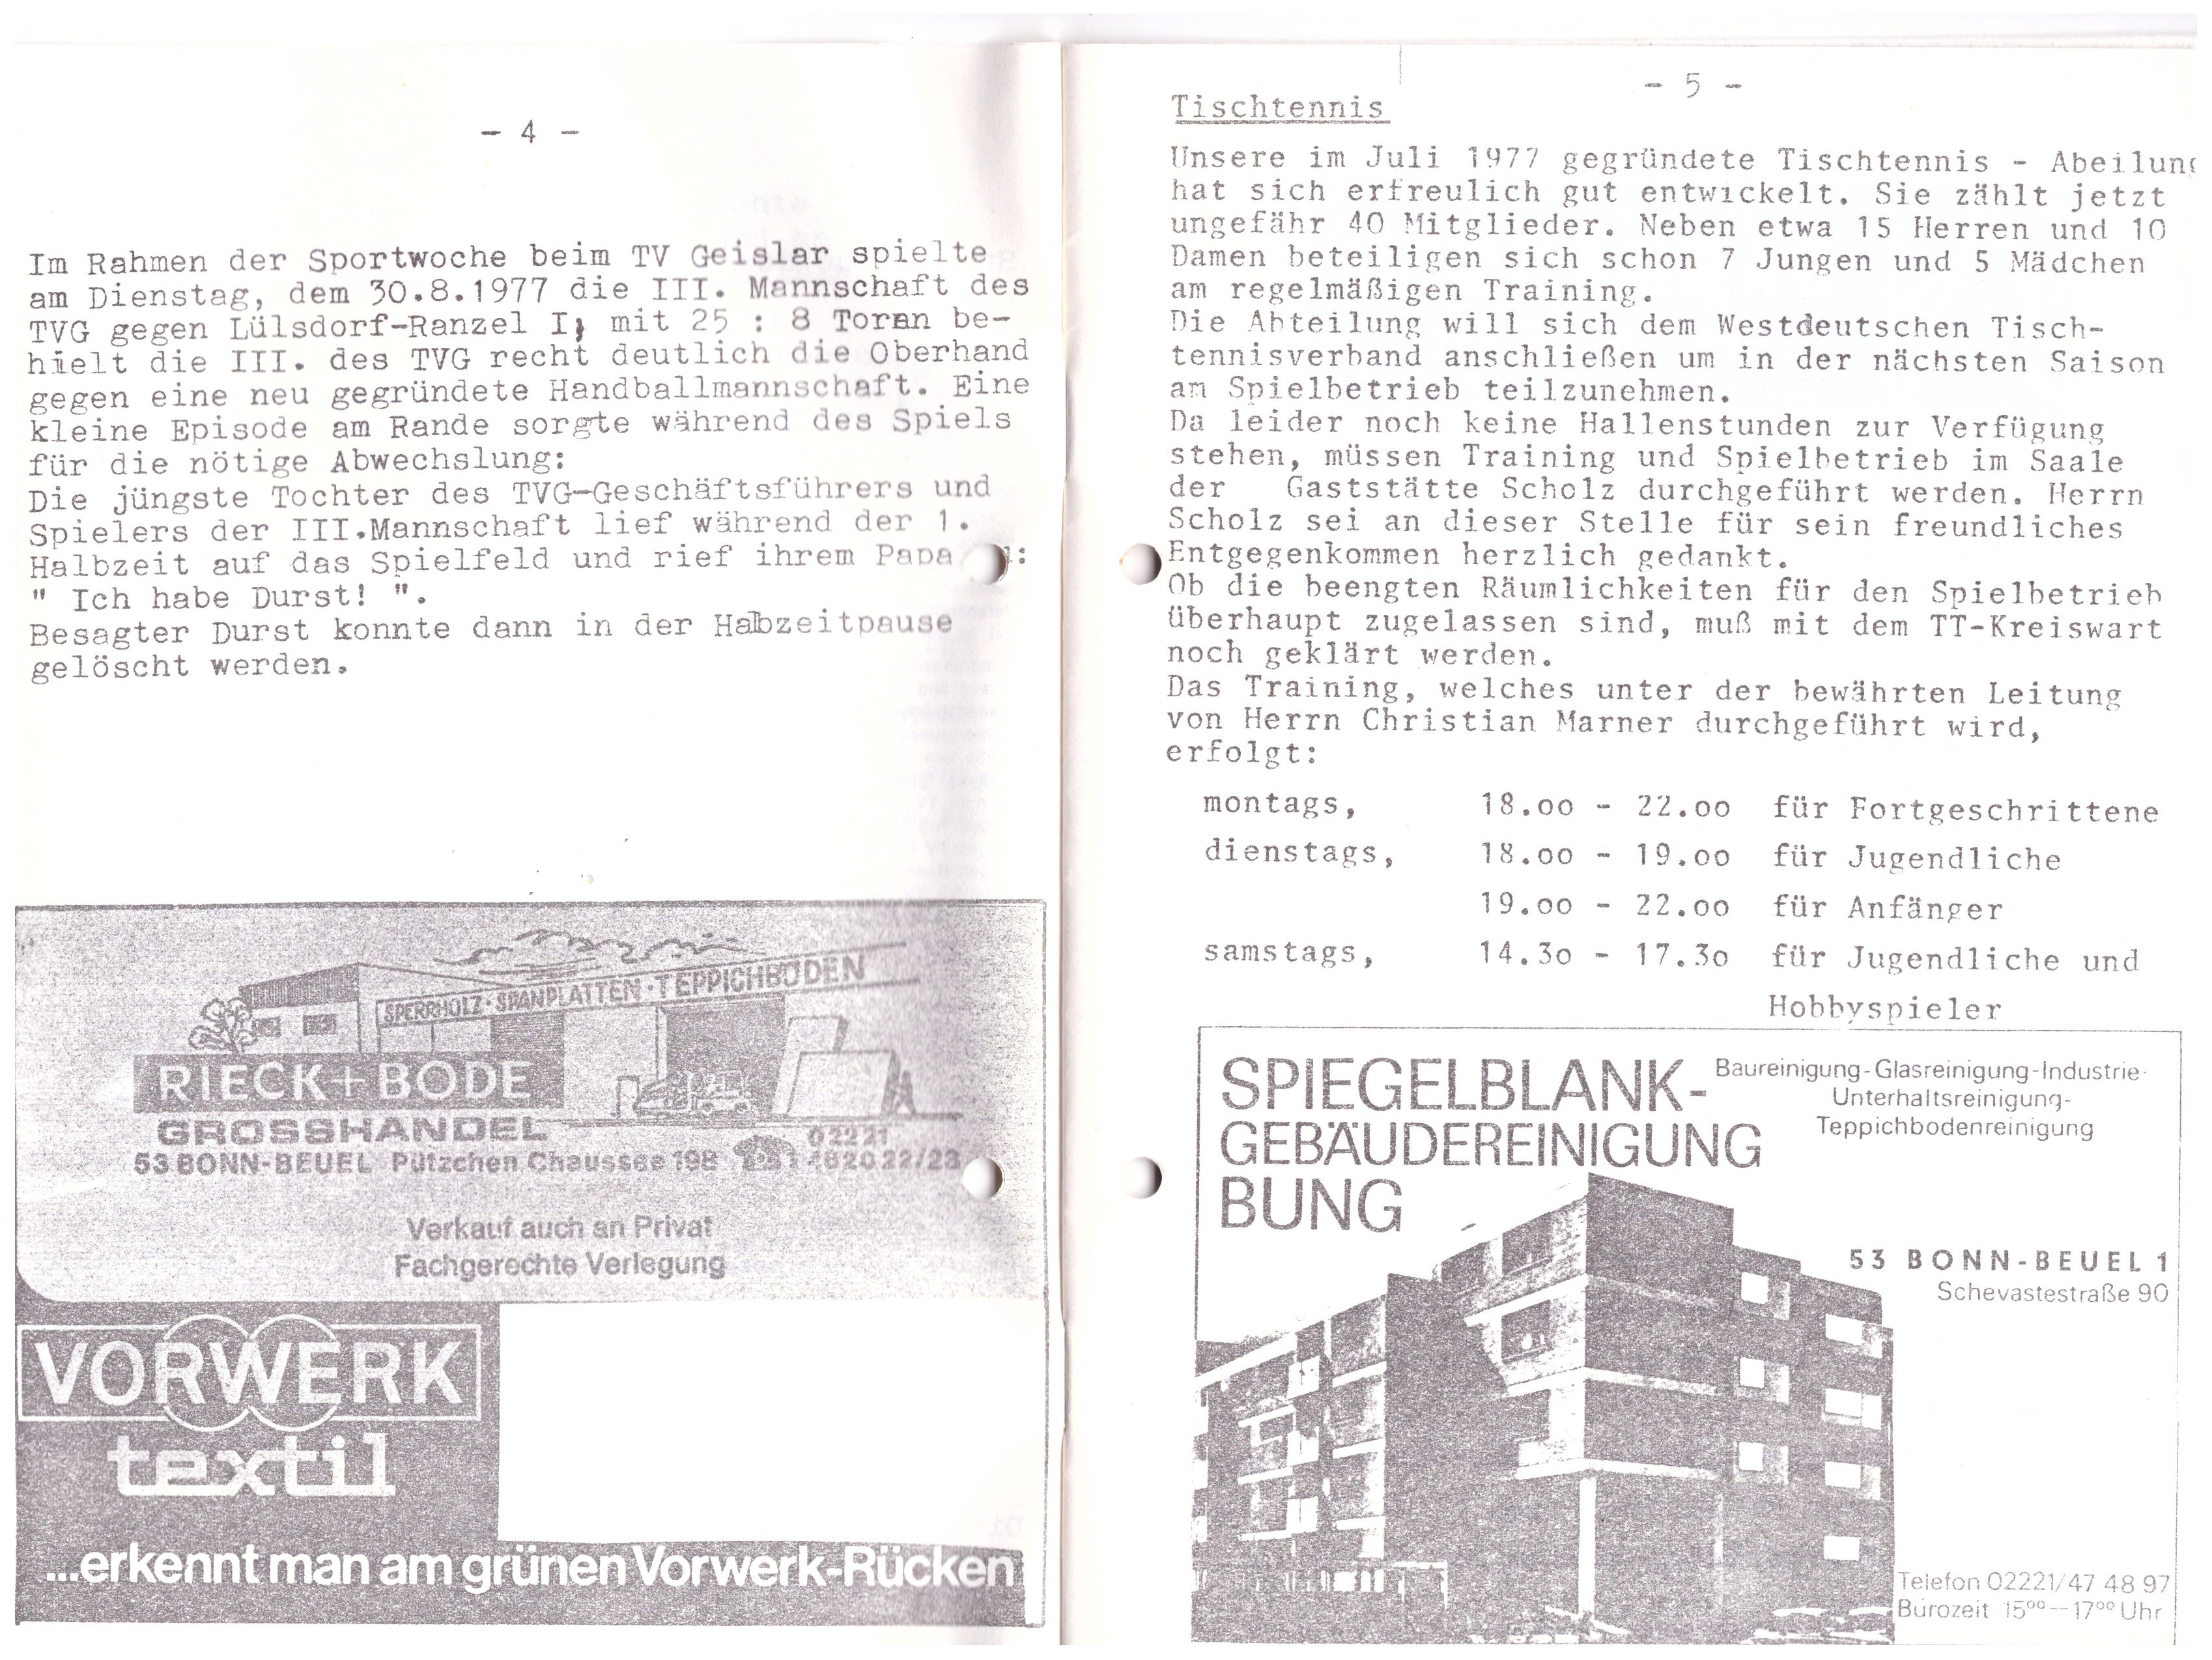 - 4 -
Im Rahmen der Sportwoche beim TV Geislar spielte
am Dienstag, dem 30.8.1977 die III. Mannschaft des
TVG gegen Lülsdorf-Ranzel I; mit 25 : 8 Toren be-
hielt die III. des TVG recht deutlich die Oberhand
gegen eine neu gegründete Handballmannschaft. Eine
kleine Episode am Rande sorgte während des Spiels
für die nötige Abwechslung:
Die jüngste Tochter des TVG-Geschäftsführers und
Spielers der III.Mannschaft lief während der 1.
Halbzeit auf das Spielfeld und rief ihrem Papa :
" Ich habe Durst! ".
Besagter Durst konnte dann in der Halbzeitpause
gelöscht werden.
SPERRHOLZ · SPANPLATTEN · TEPPICHBÖDEN
RIECK+BODE
GROSSHANDEL
02221
53 BONN-BEUEL Pützchen Chaussee 198 462022/23
Verkauf auch an Privat
Fachgerechte Verlegung
VORWERK
textil
...erkennt man am grünen Vorwerk-Rücken
- 5 -
Tischtennis
Unsere im Juli 1977 gegründete Tischtennis - Abeilung
hat sich erfreulich gut entwickelt. Sie zählt jetzt
ungefähr 40 Mitglieder. Neben etwa 15 Herren und 10
Damen beteiligen sich schon 7 Jungen und 5 Mädchen
am regelmäßigen Training.
Die Abteilung will sich dem Westdeutschen Tisch-
tennisverband anschließen um in der nächsten Saison
am Spielbetrieb teilzunehmen.
Da leider noch keine Hallenstunden zur Verfügung
stehen, müssen Training und Spielbetrieb im Saale
der Gaststätte Scholz durchgeführt werden. Herrn
Scholz sei an dieser Stelle für sein freundliches
Entgegenkommen herzlich gedankt.
Ob die beengten Räumlichkeiten für den Spielbetrieb
überhaupt zugelassen sind, muß mit dem TT-Kreiswart
noch geklärt werden.
Das Training, welches unter der bewährten Leitung
von Herrn Christian Marner durchgeführt wird,
erfolgt:
montags, 18.oo - 22.oo für Fortgeschrittene
dienstags, 18.oo - 19.oo für Jugendliche
19.oo - 22.oo für Anfänger
samstags, 14.3o - 17.3o für Jugendliche und
Hobbyspieler
SPIEGELBLANK-
GEBÄUDEREINIGUNG
BUNG
Baureinigung-Glasreinigung-Industrie-
Unterhaltsreinigung-
Teppichbodenreinigung
53 BONN-BEUEL 1
Schevastestraße 90
Telefon 02221/47 48 97
Bürozeit 15°°—17°° Uhr